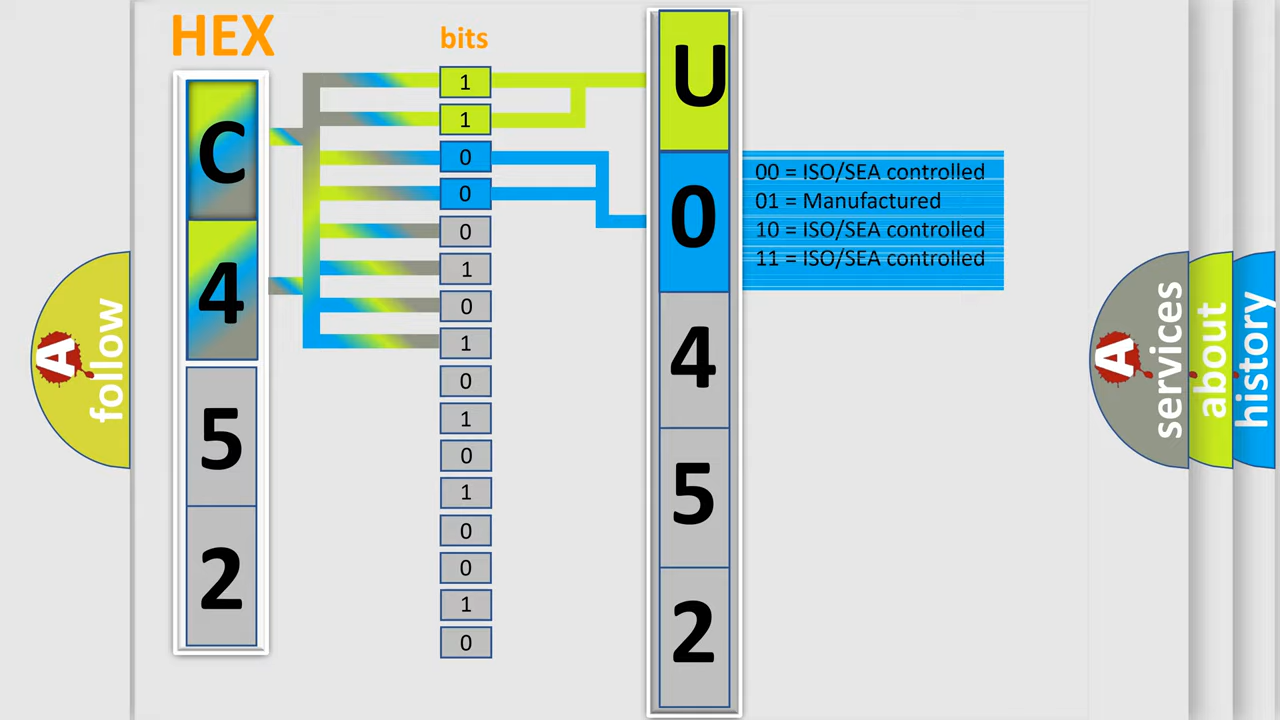 HEX
bits
C
4
5
2
1
1
0
0
0
1
0
1
0
1
0
1
0
0
1
0
U
0
4
5
2
00 = ISO/SEA controlled
01 = Manufactured
10 = ISO/SEA controlled
11 = ISO/SEA controlled
A
follow
A
services
about
history